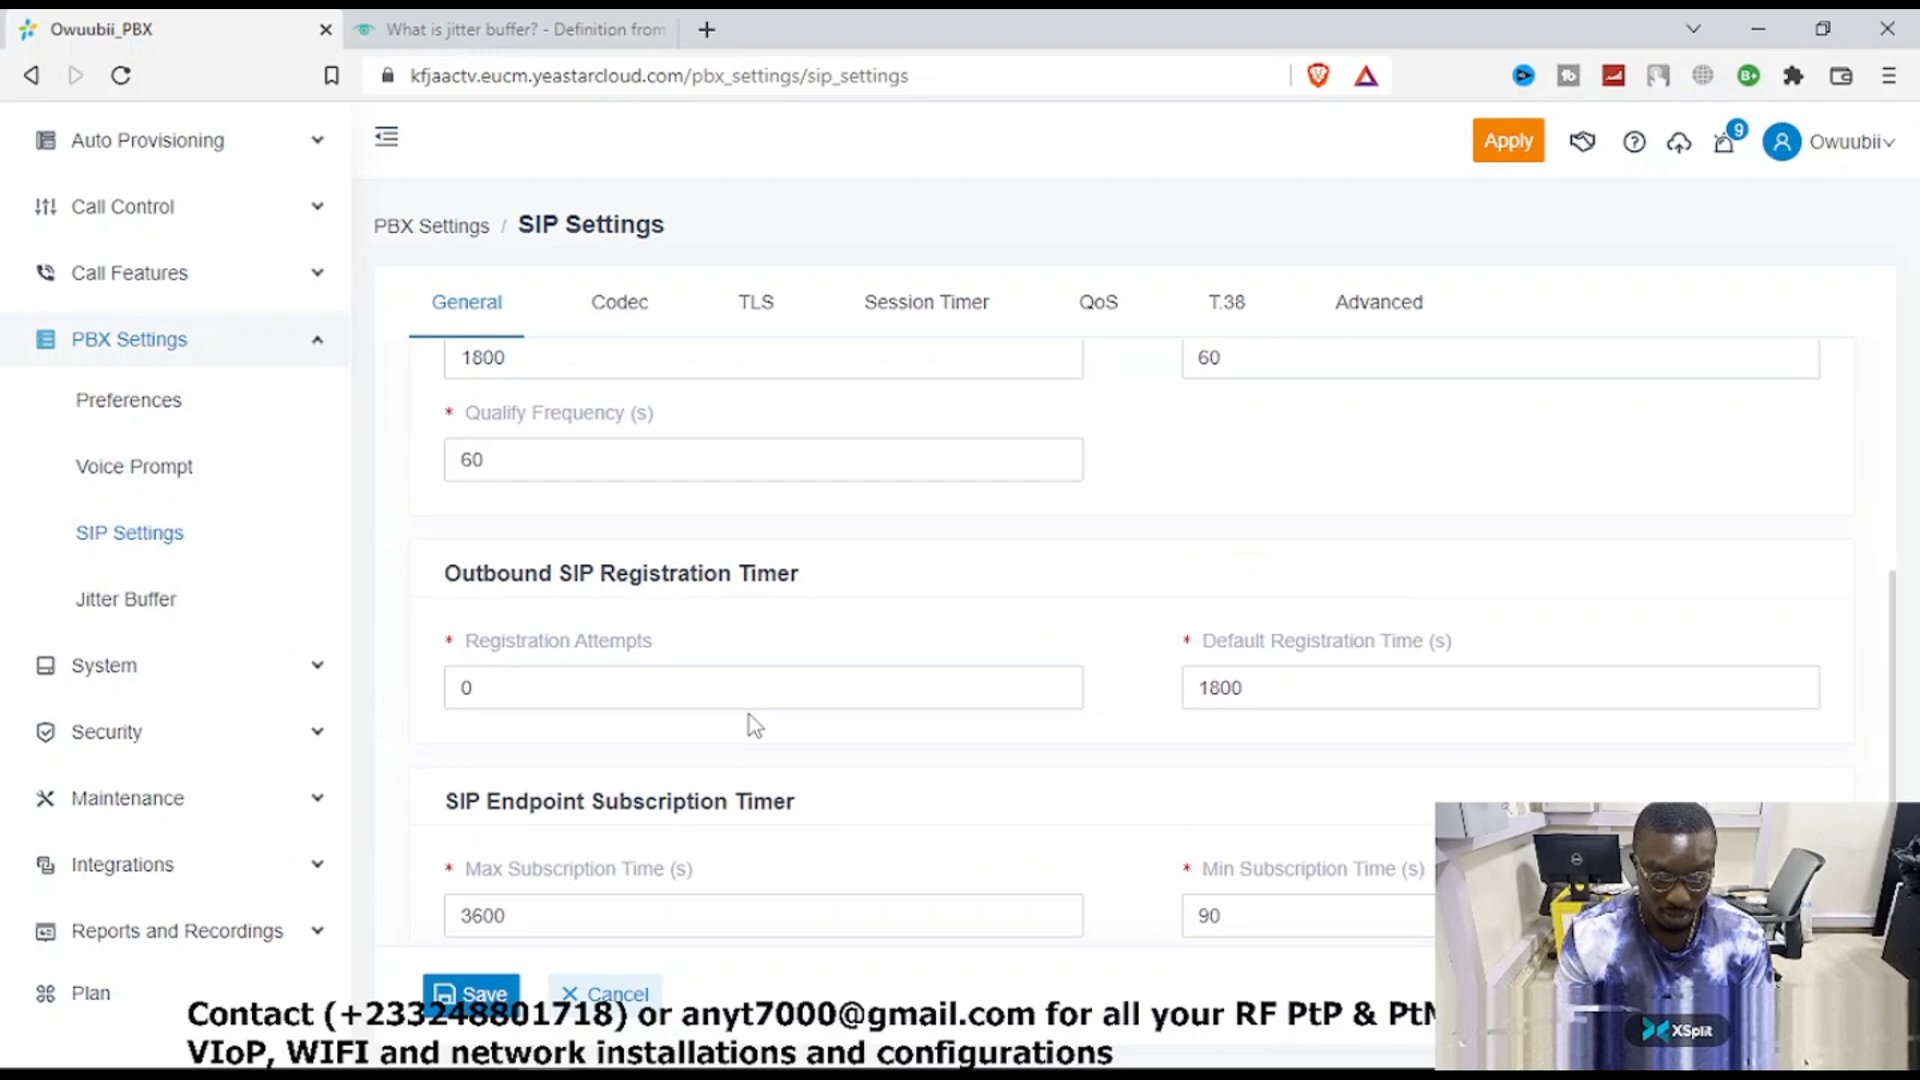 Owuubii_PBX
What is jitter buffer? - Definition from
kfjaactv.eucm.yeastarcloud.com/pbx_settings/sip_settings
Auto Provisioning
Apply
9
Owuubii
Call Control
PBX Settings / SIP Settings
Call Features
General Codec TLS Session Timer QoS T.38 Advanced
PBX Settings
1800
60
Preferences
* Qualify Frequency (s)
60
Voice Prompt
SIP Settings
Outbound SIP Registration Timer
Jitter Buffer
* Registration Attempts
* Default Registration Time (s)
System
0
1800
Security
SIP Endpoint Subscription Timer
Maintenance
* Max Subscription Time (s)
* Min Subscription Time (s)
Integrations
3600
90
Reports and Recordings
Plan
Save
Cancel
Contact (+233248801718) or anyt7000@gmail.com for all your RF PtP &
VIoP, WIFI and network installations and configurations
XSplit